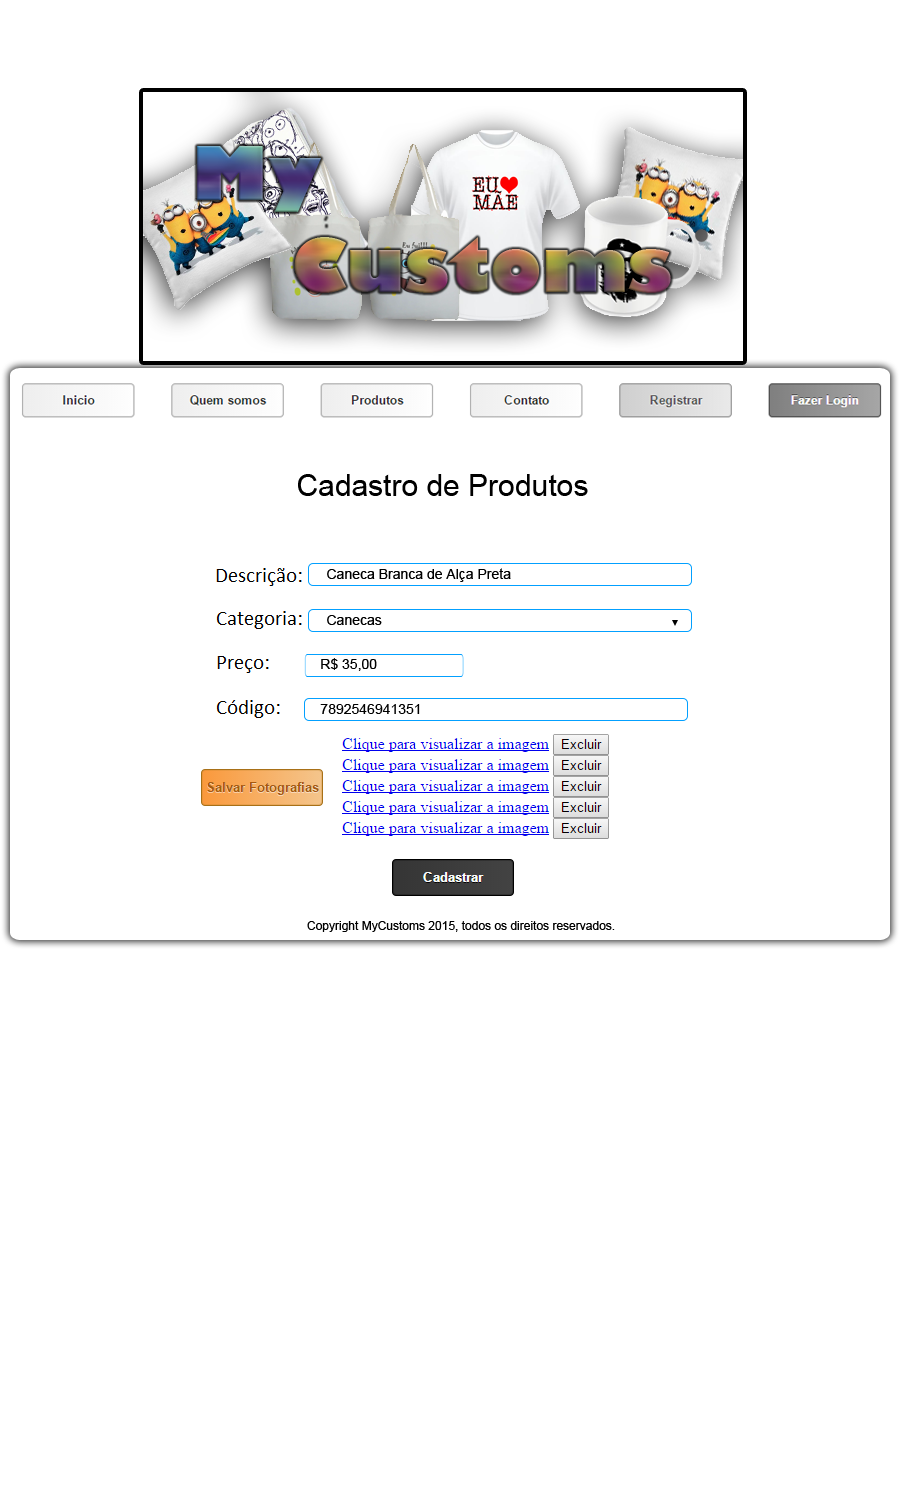 My
Customs
EU
MÃE
Inicio
Quem somos
Produtos
Contato
Registrar
Fazer Login
Cadastro de Produtos
Descrição: Caneca Branca de Alça Preta
Categoria: Canecas
Preço: R$ 35,00
Código: 7892546941351
Clique para visualizar a imagem Excluir
Clique para visualizar a imagem Excluir
Salvar Fotografias
Clique para visualizar a imagem Excluir
Clique para visualizar a imagem Excluir
Clique para visualizar a imagem Excluir
Cadastrar
Copyright MyCustoms 2015, todos os direitos reservados.